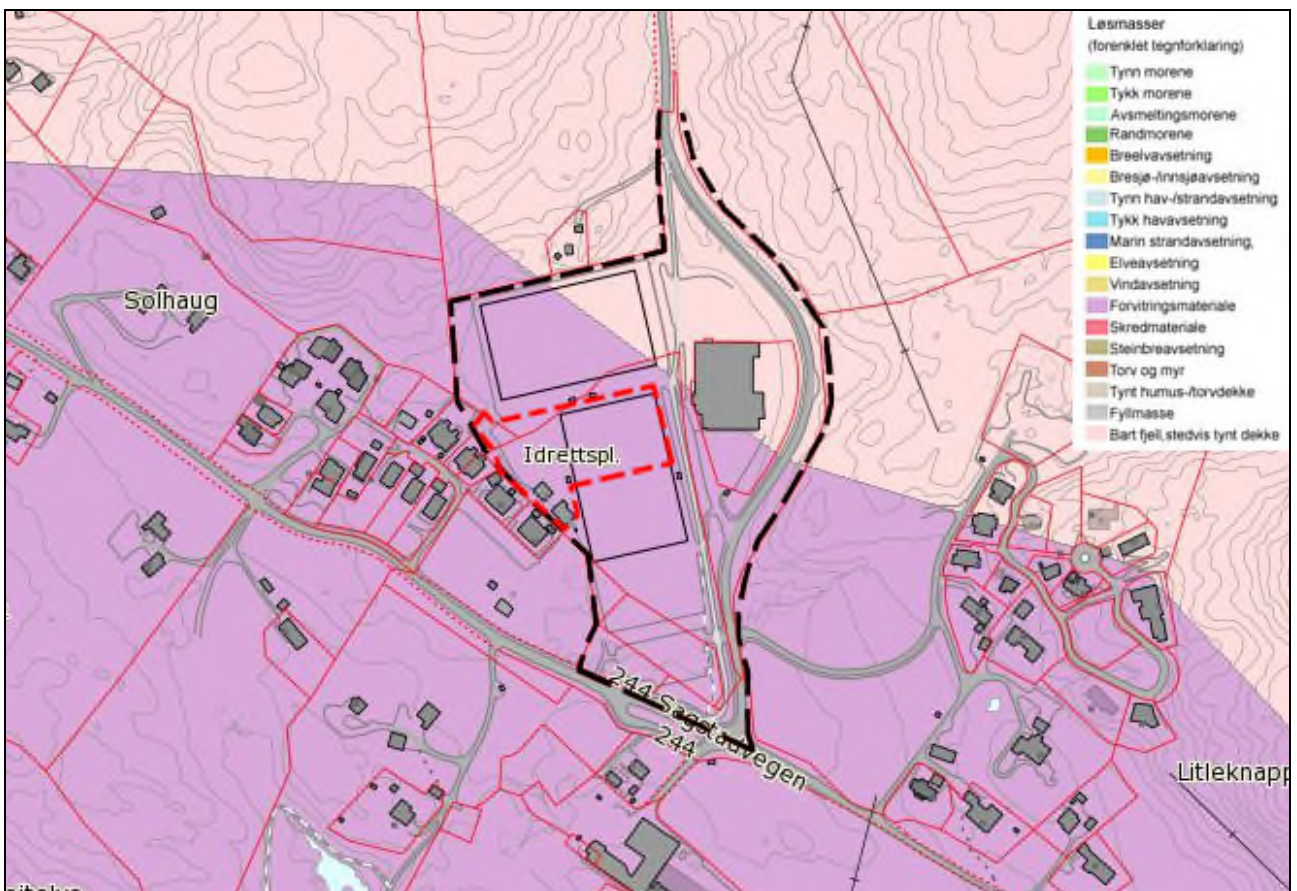 Løsmasser
(forenklet tegnforklaring)
Tynn morene
Tykk morene
Avsmeltingsmorene
Randmorene
Breelvavsetning
Bresjø-/innsjøavsetning
Tynn hav-/strandavsetning
Tykk havavsetning
Marin strandavsetning,
Elveavsetning
Vindavsetning
Forvitringsmateriale
Skredmateriale
Steinbreavsetning
Torv og myr
Tynt humus-/torvdekke
Fyllmasse
Bart fjell,stedvis tynt dekke
Solhaug
Idrettspl.
244 Sagstadvegen
244
Litleknapp